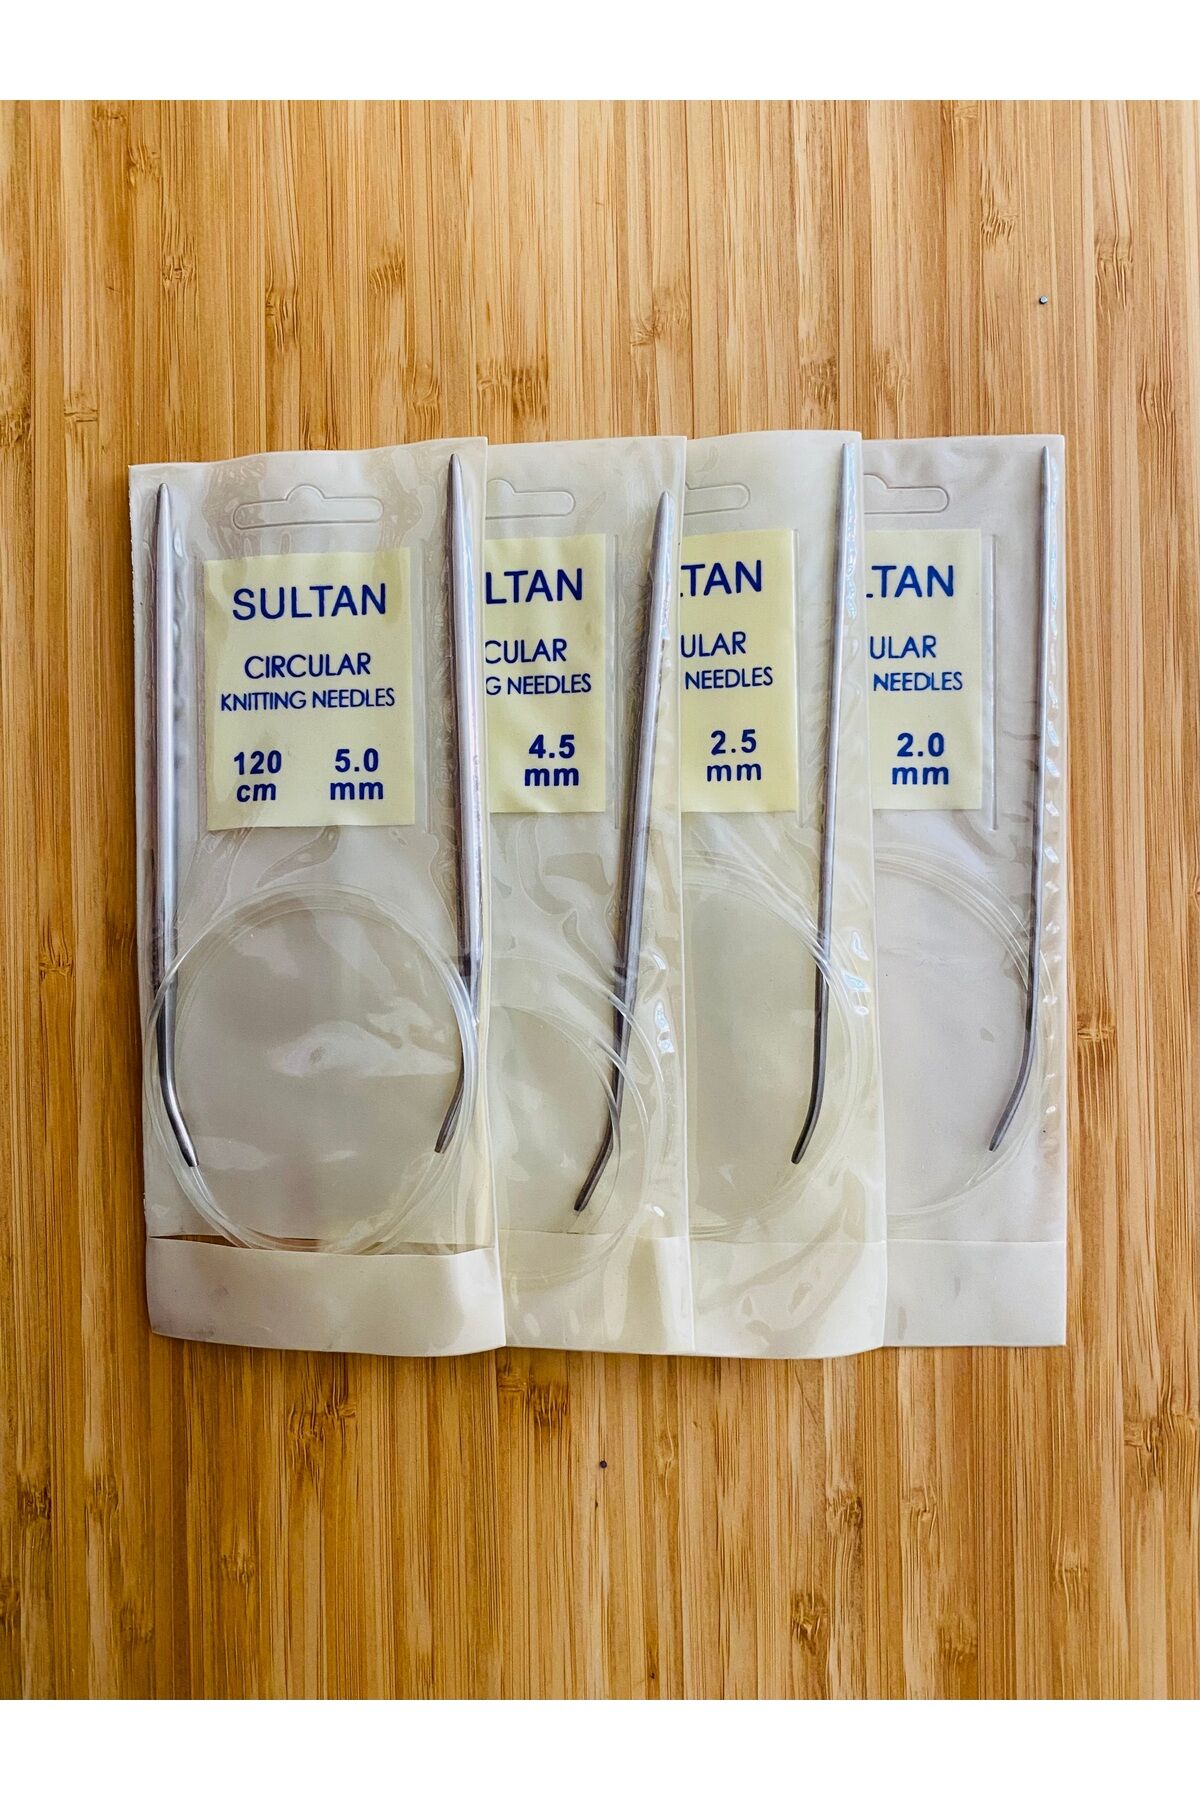 SULTAN
CIRCULAR
KNITTING NEEDLES
120 5.0
cm mm
LTAN
CULAR
G NEEDLES
4.5
mm
TAN
ULAR
NEEDLES
2.5
mm
LTAN
ULAR
NEEDLES
2.0
mm